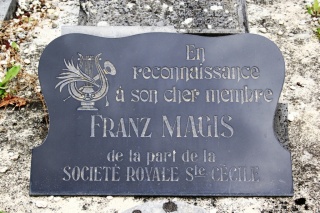 En
reconnaissance
à son cher membre
FRANZ MAGIS
de la part de la
SOCIÉTÉ ROYALE Ste CÉCILE